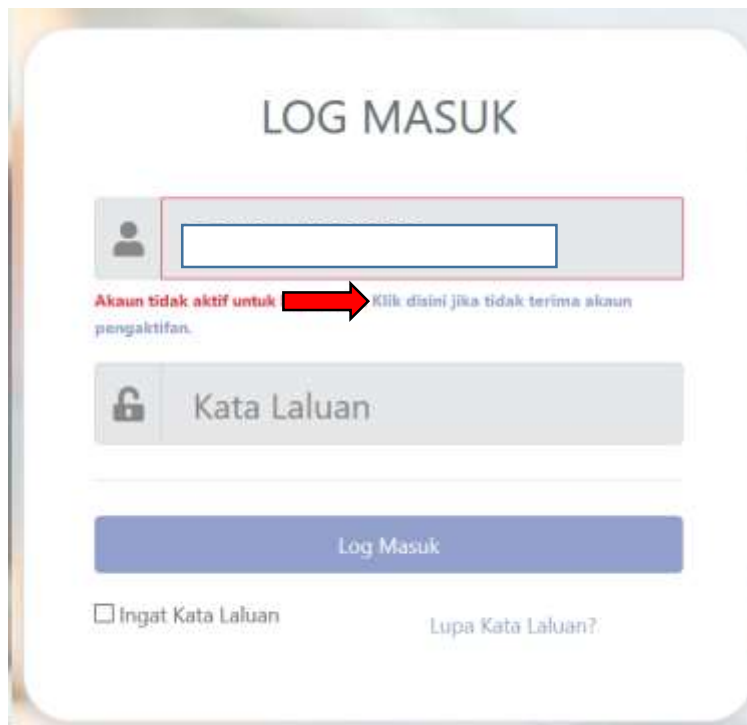 LOG MASUK
Akaun tidak aktif untuk Klik disini jika tidak terima akaun
pengaktifan.
Kata Laluan
Log Masuk
Ingat Kata Laluan
Lupa Kata Laluan?